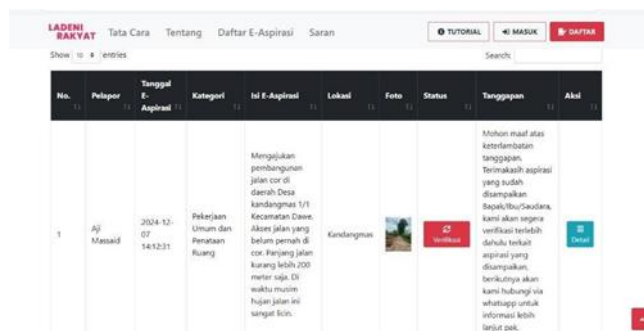 LADENI
RAKYAT
Tata Cara Tentang Daftar E-Aspirasi Saran
TUTORIAL MASUK DAFTAR
Show 10 entries
Search:
No. Pelapor Tanggal E-Aspirasi Kategori Isi E-Aspirasi Lokasi Foto Status Tanggapan Aksi
1
Aji
Massaid
2024-12-
07
14:12:31
Pekerjaan
Umum dan
Penataan
Ruang
Mengajukan
pembangunan
jalan cor di
daerah Desa
kandangmas 1/1
Kecamatan Dawe.
Akses jalan yang
belum pernah di
cor. Panjang jalan
kurang lebih 200
meter saja. Di
waktu musim
hujan jalan ini
sangat licin.
Kandangmas
Verifikasi
Mohon maaf atas
keterlambatan
tanggapan.
Terimakasih aspirasi
yang sudah
disampaikan
Bapak/Ibu/Saudara,
kami akan segera
verifikasi terlebih
dahulu terkait
aspirasi yang
disampaikan,
berikutnya akan
kami hubungi via
whatsapp untuk
informasi lebih
lanjut pak.
Detail